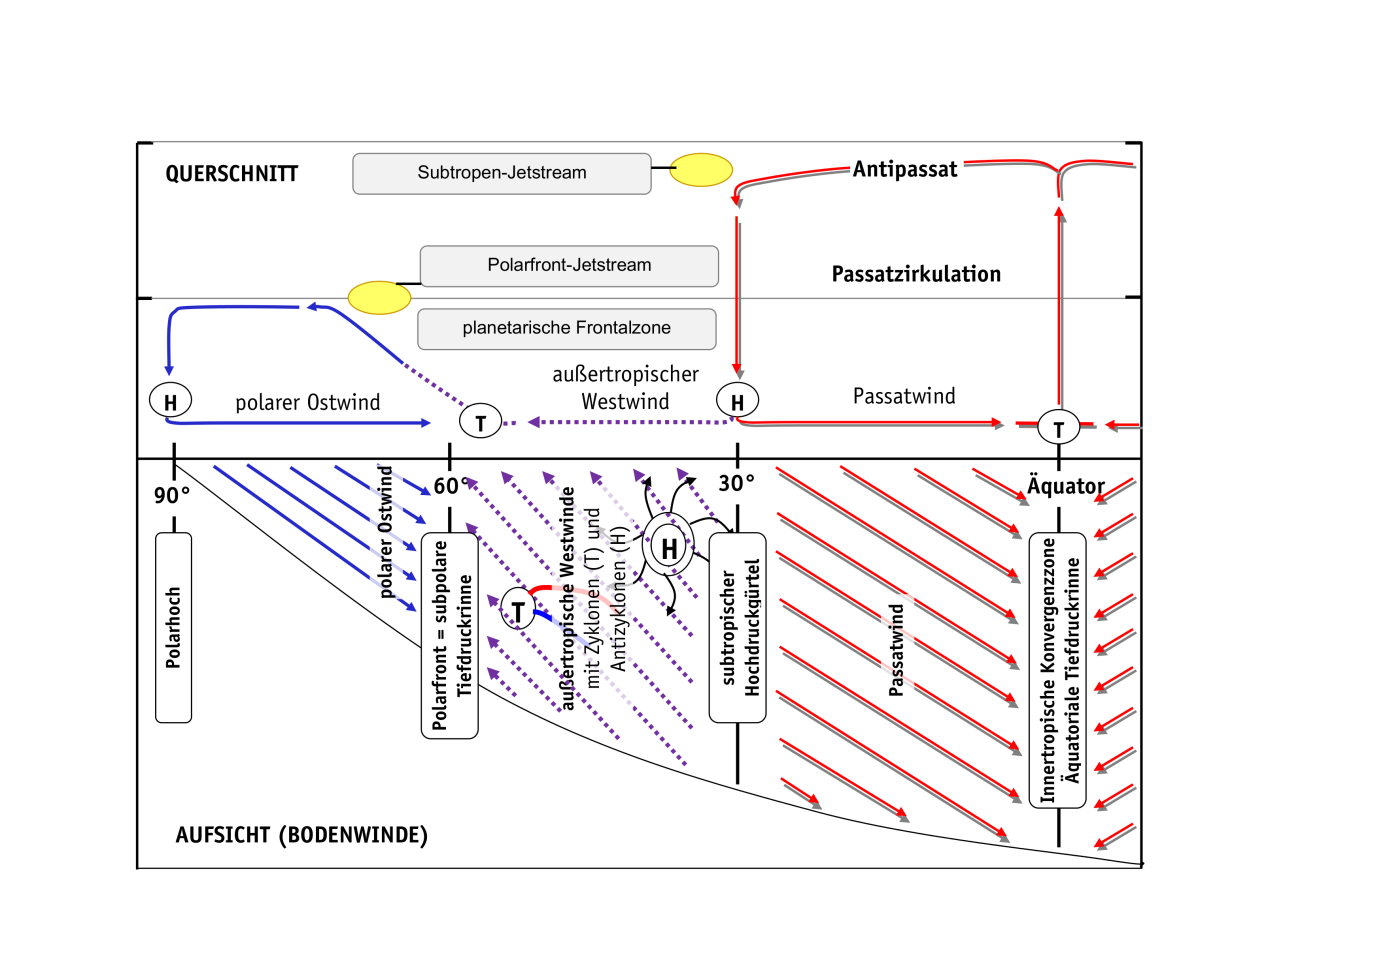 QUERSCHNITT
Subtropen-Jetstream
Antipassat
Polarfront-Jetstream
Passatzirkulation
planetarische Frontalzone
außertropischer
Westwind
H
polarer Ostwind
T
H
Passatwind
T
90°
60°
30°
Äquator
Polarhoch
polarer Ostwind
Polarfront = subpolare
Tiefdruckrinne
T
außertropische Westwinde
mit Zyklonen (T) und
Antizyklonen (H)
H
subtropischer
Hochdruckgürtel
Passatwind
Innertropische Konvergenzzone
Äquatoriale Tiefdruckrinne
AUFSICHT (BODENWINDE)